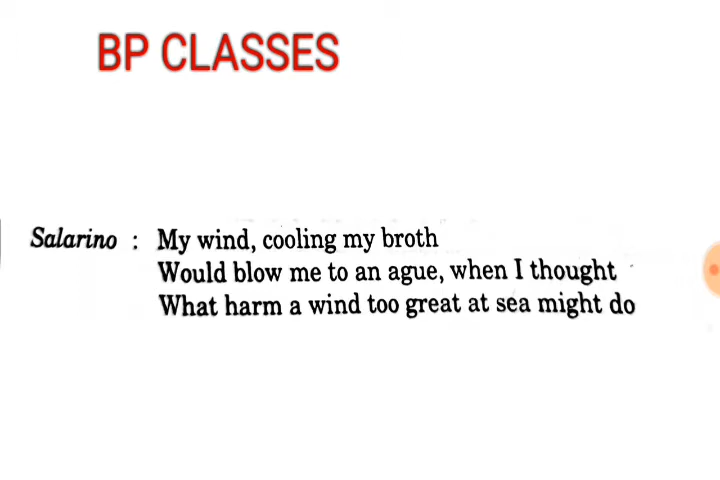 BP CLASSES
Salarino : My wind, cooling my broth
Would blow me to an ague, when I thought
What harm a wind too great at sea might do